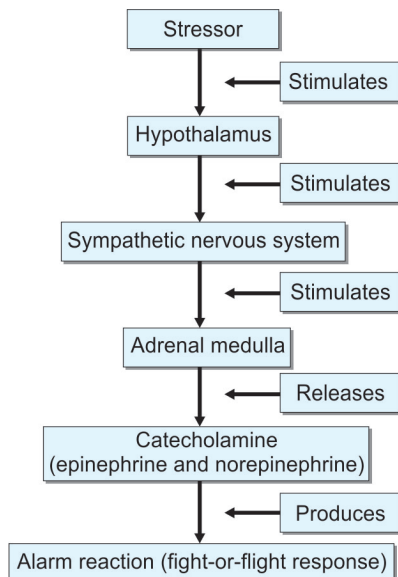 Stressor
Stimulates
Hypothalamus
Stimulates
Sympathetic nervous system
Stimulates
Adrenal medulla
Releases
Catecholamine
(epinephrine and norepinephrine)
Produces
Alarm reaction (fight-or-flight response)